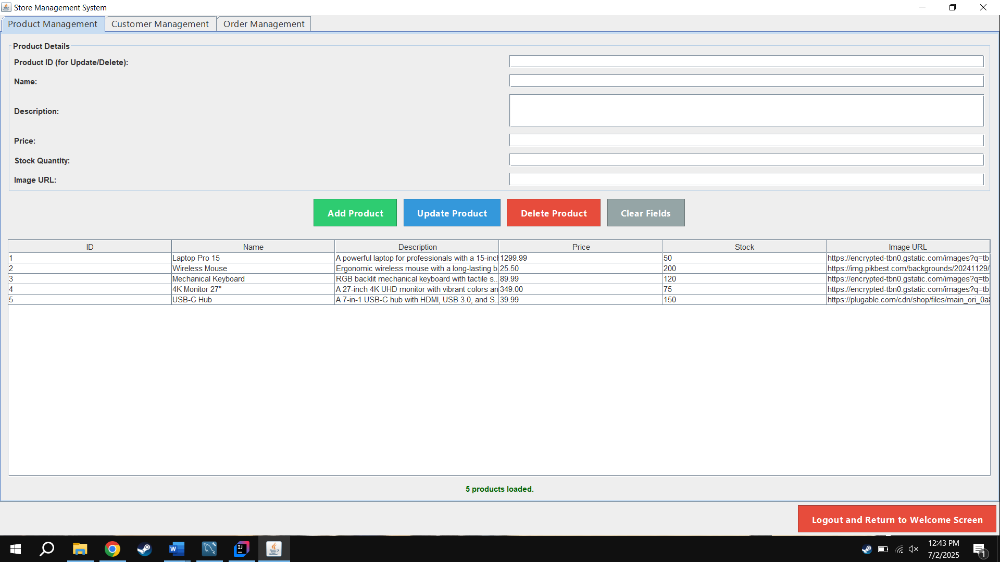 Store Management System
Product Management Customer Management Order Management
Product Details
Product ID (for Update/Delete):
Name:
Description:
Price:
Stock Quantity:
Image URL:
Add Product Update Product Delete Product Clear Fields
ID Name Description Price Stock Image URL
1 Laptop Pro 15 A powerful laptop for professionals with a 15-inch 1299.99 50 https://encrypted-tbn0.gstatic.com/images?q=tb
2 Wireless Mouse Ergonomic wireless mouse with a long-lasting b. 25.50 200 https://img.pikbest.com/backgrounds/20241129/
3 Mechanical Keyboard RGB backlit mechanical keyboard with tactile s... 89.99 120 https://encrypted-tbn0.gstatic.com/images?q=tb
4 4K Monitor 27" A 27-inch 4K UHD monitor with vibrant colors an 349.00 75 https://encrypted-tbn0.gstatic.com/images?q=tb
5 USB-C Hub A 7-in-1 USB-C hub with HDMI, USB 3.0, and S... 39.99 150 https://plugable.com/cdn/shop/files/main_ori_0a
5 products loaded.
Logout and Return to Welcome Screen
12:43 PM
7/2/2025
1